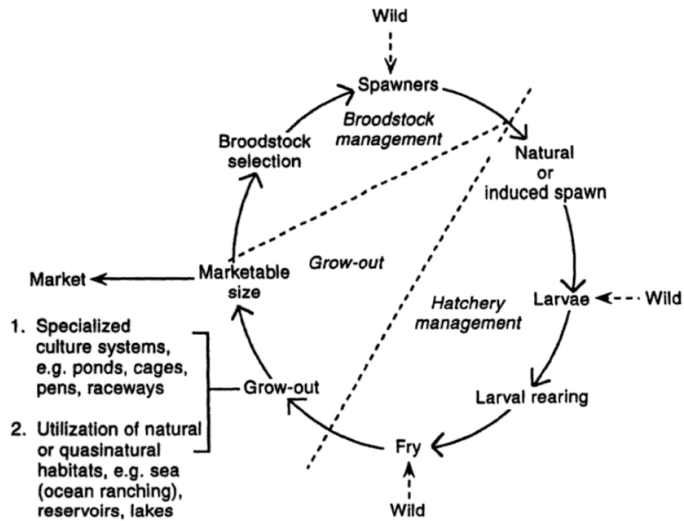 Wild
Spawners
Broodstock
management
Broodstock
selection
Natural
or
induced spawn
Grow-out
Market
Marketable
size
Hatchery
management
Larvae
Wild
1. Specialized
culture systems,
e.g. ponds, cages,
pens, raceways
Grow-out
Larval rearing
2. Utilization of natural
or quasinatural
habitats, e.g. sea
(ocean ranching),
reservoirs, lakes
Fry
Wild